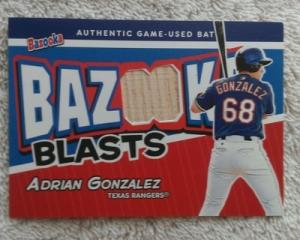 Bazooka
AUTHENTIC GAME-USED BAT
BAZOOKA
BLASTS
GONZALEZ
68
ADRIAN GONZALEZ
TEXAS RANGERS®